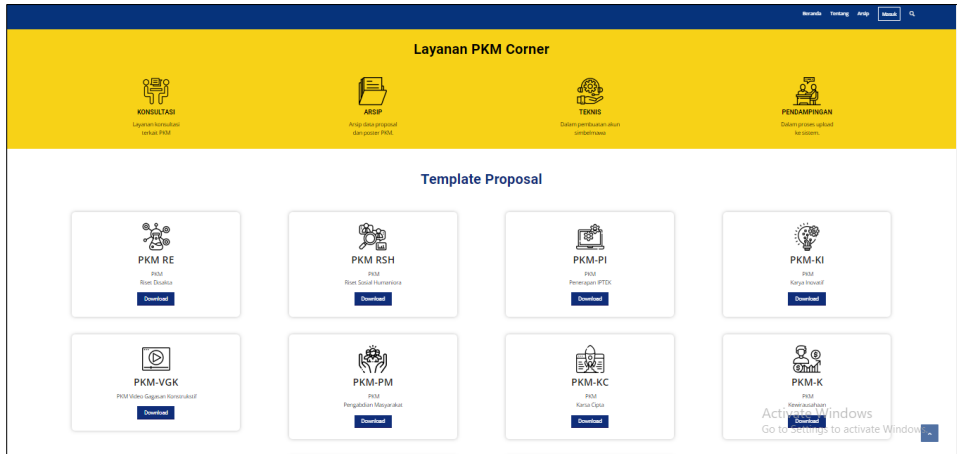 Beranda Tentang Arsip Masuk
Layanan PKM Corner
KONSULTASI
Layanan konsultasi
terkait PKM
ARSIP
Arsip data proposal
dan poster PKM.
TEKNIS
Dalam pembuatan akun
simbelmawa
PENDAMPINGAN
Dalam proses upload
ke sistem.
Template Proposal
PKM RE
PKM
Riset Eksakta
Download
PKM RSH
PKM
Riset Sosial Humaniora
Download
PKM-PI
PKM
Penerapan IPTEK
Download
PKM-KI
PKM
Karya Inovatif
Download
PKM-VGK
PKM Video Gagasan Konstruktif
Download
PKM-PM
PKM
Pengabdian Masyarakat
Download
PKM-KC
PKM
Karsa Cipta
Download
PKM-K
PKM
Kewirausahaan
Download
Activate Windows
Go to Settings to activate Windows.